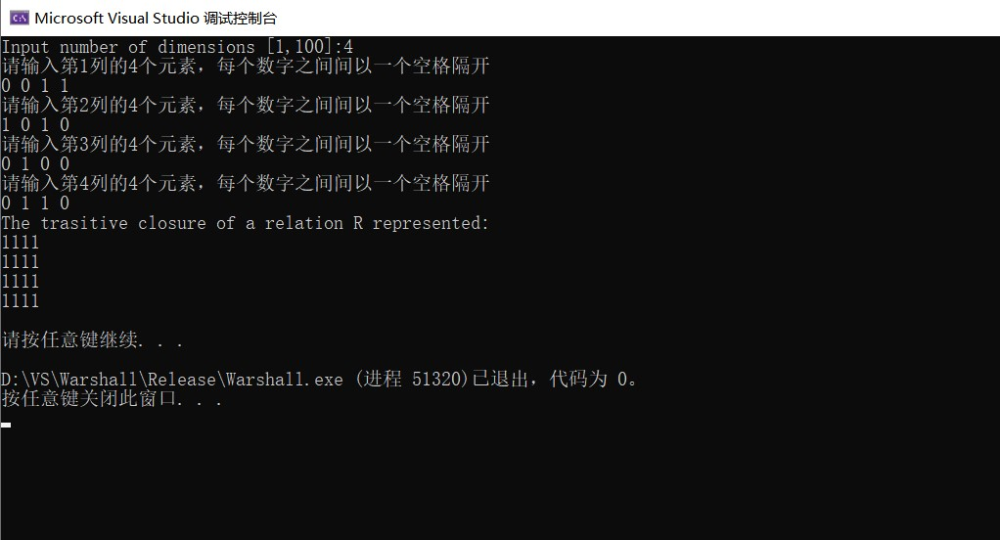 Microsoft Visual Studio 调试控制台
Input number of dimensions [1,100]:4
请输入第1列的4个元素，每个数字之间间以一个空格隔开
0 0 1 1
请输入第2列的4个元素，每个数字之间间以一个空格隔开
1 0 1 0
请输入第3列的4个元素，每个数字之间间以一个空格隔开
0 1 0 0
请输入第4列的4个元素，每个数字之间间以一个空格隔开
0 1 1 0
The trasitive closure of a relation R represented:
1111
1111
1111
1111
请按任意键继续. . .
D:\VS\Warshall\Release\Warshall.exe (进程 51320)已退出，代码为 0。
按任意键关闭此窗口. . .